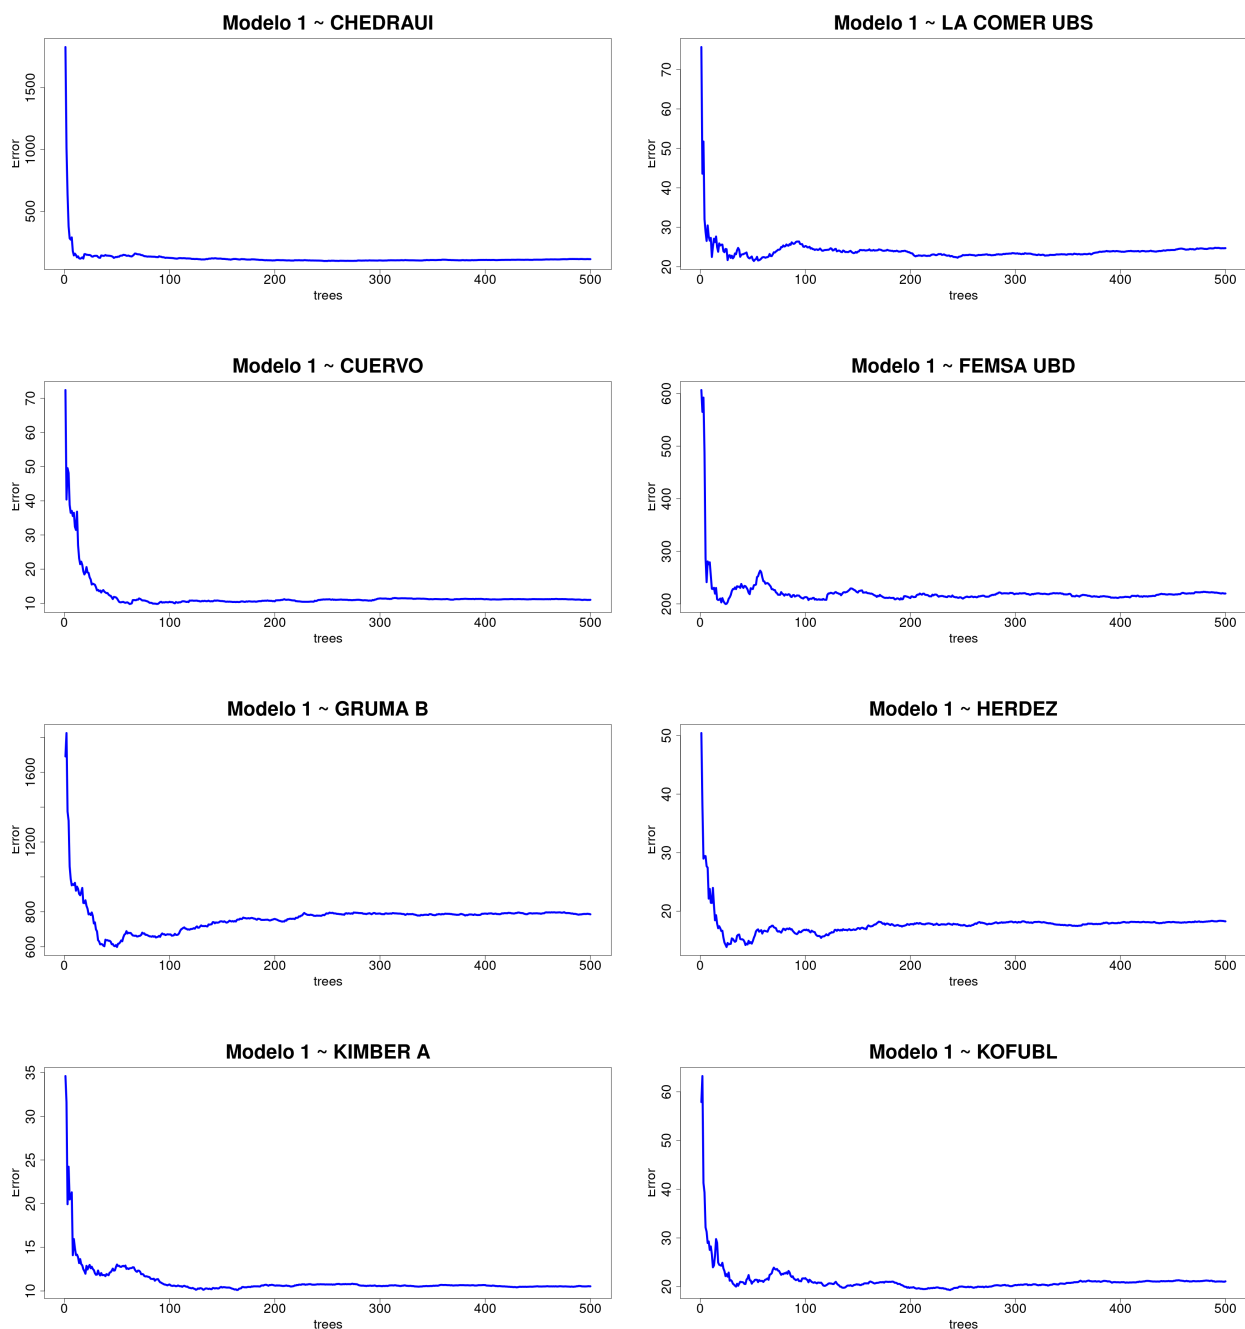 Modelo 1 ~ CHEDRAUI
Error
1500
1000
500
0 100 200 300 400 500
trees
Modelo 1 ~ LA COMER UBS
Error
70
60
50
40
30
20
0 100 200 300 400 500
trees
Modelo 1 ~ CUERVO
Error
70
60
50
40
30
20
10
0 100 200 300 400 500
trees
Modelo 1 ~ FEMSA UBD
Error
600
500
400
300
200
0 100 200 300 400 500
trees
Modelo 1 ~ GRUMA B
Error
1600
1200
800
600
0 100 200 300 400 500
trees
Modelo 1 ~ HERDEZ
Error
50
40
30
20
0 100 200 300 400 500
trees
Modelo 1 ~ KIMBER A
Error
35
30
25
20
15
10
0 100 200 300 400 500
trees
Modelo 1 ~ KOFUBL
Error
60
50
40
30
20
0 100 200 300 400 500
trees